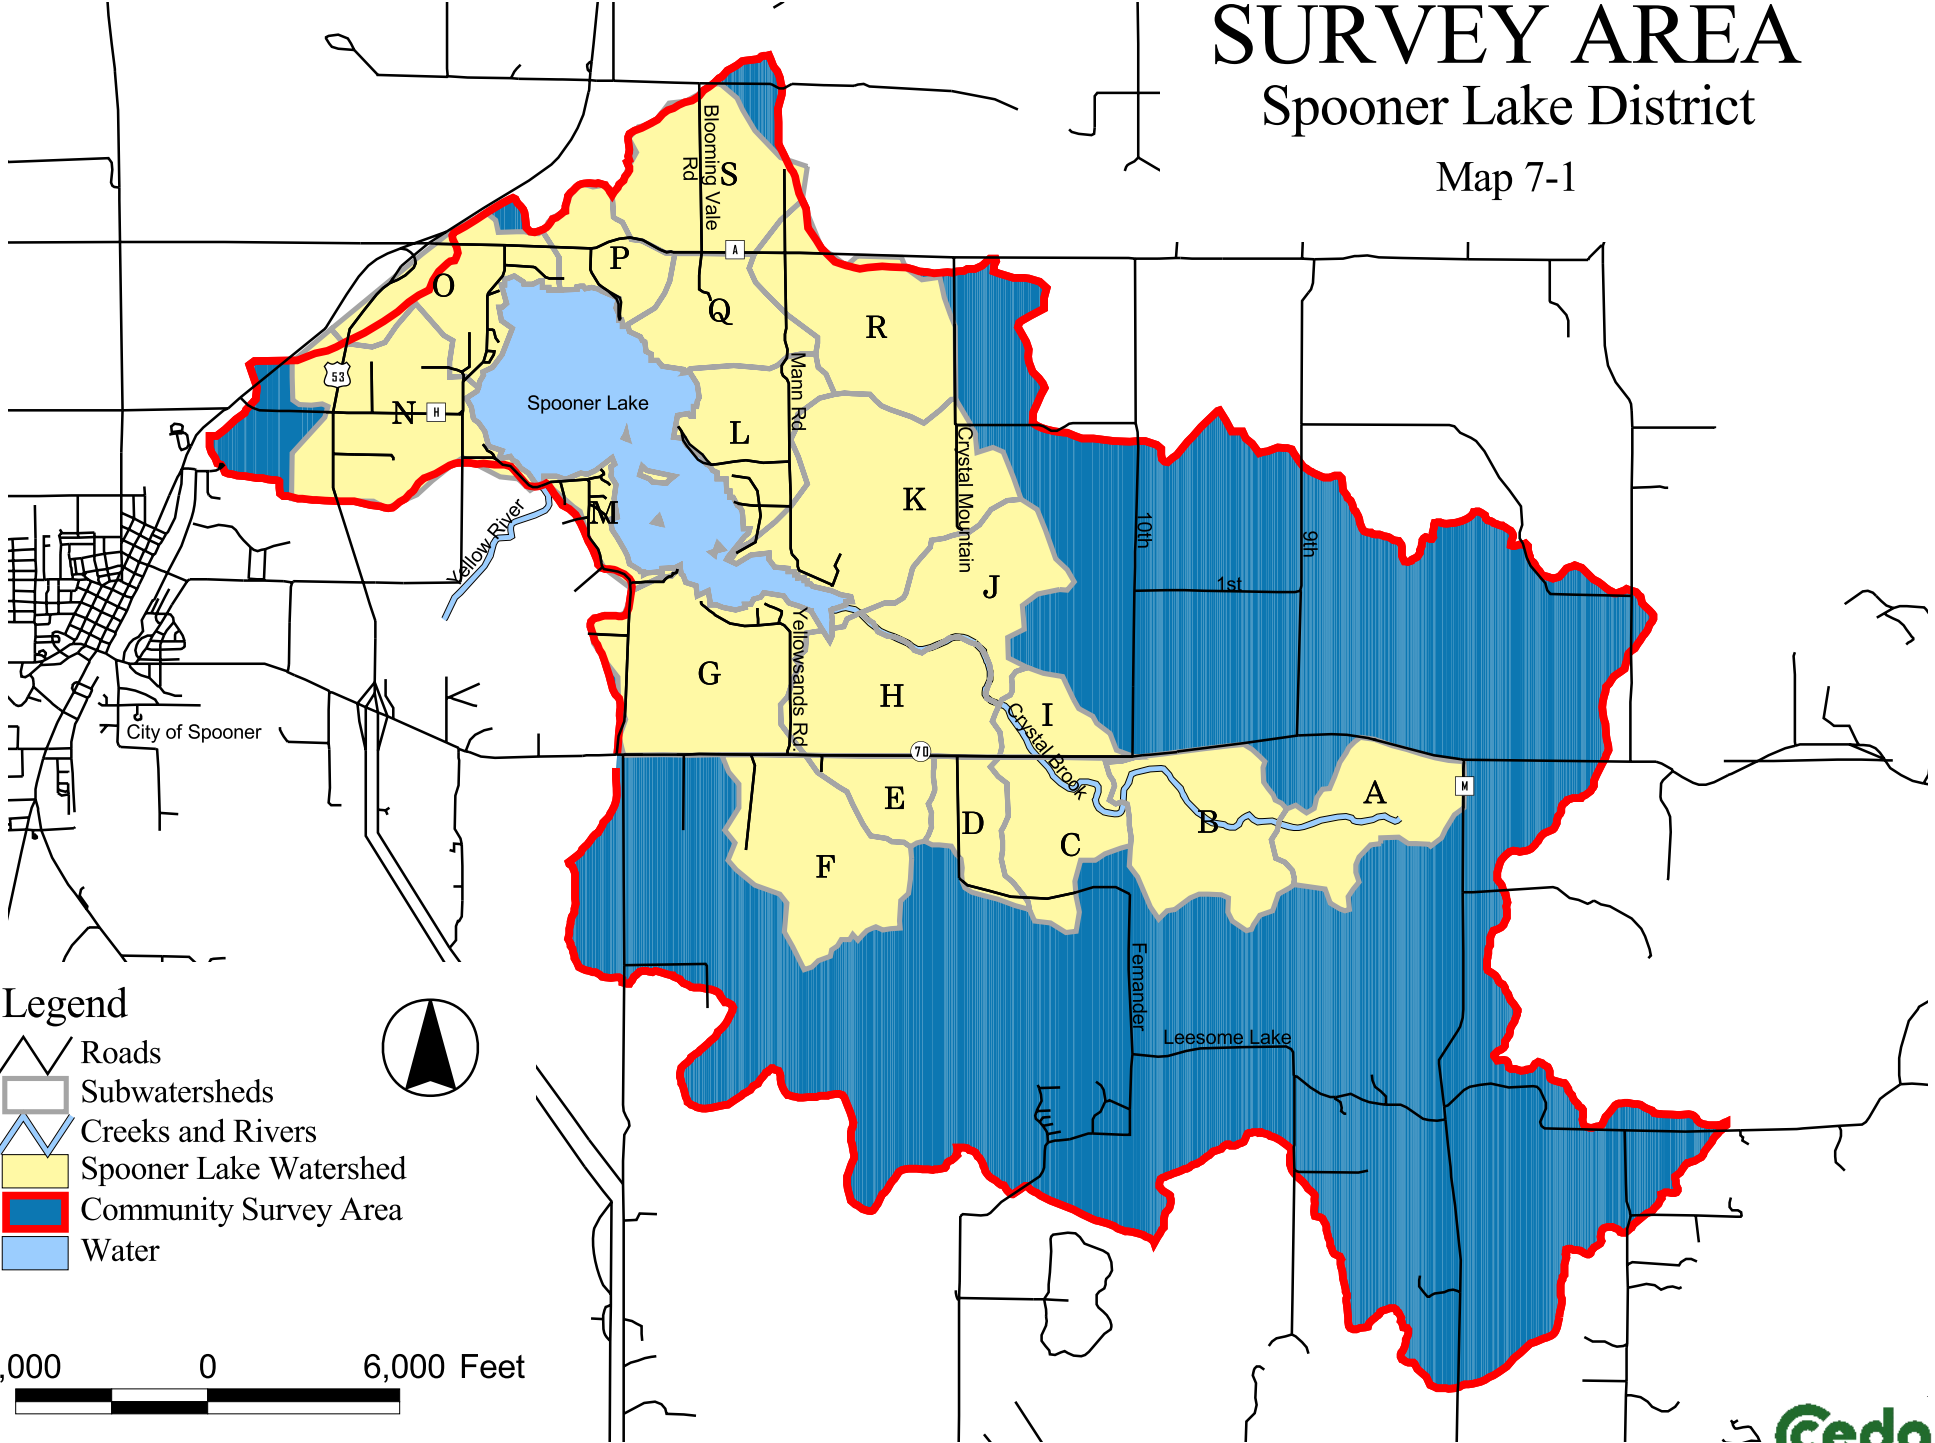 SURVEY AREA
Spooner Lake District
Map 7-1
Blooming Vale
Rd
S
A
P
O
Q
R
53
N
H
Spooner Lake
Mann Rd
L
Crystal Mountain
K
M
Yellow River
10th
9th
1st
J
Yellowsands Rd.
G
H
I
Crystal Brook
City of Spooner
70
M
E
D
C
B
A
F
Fernander
Leesome Lake
Legend
Roads
Subwatersheds
Creeks and Rivers
Spooner Lake Watershed
Community Survey Area
Water
,000 0 6,000 Feet